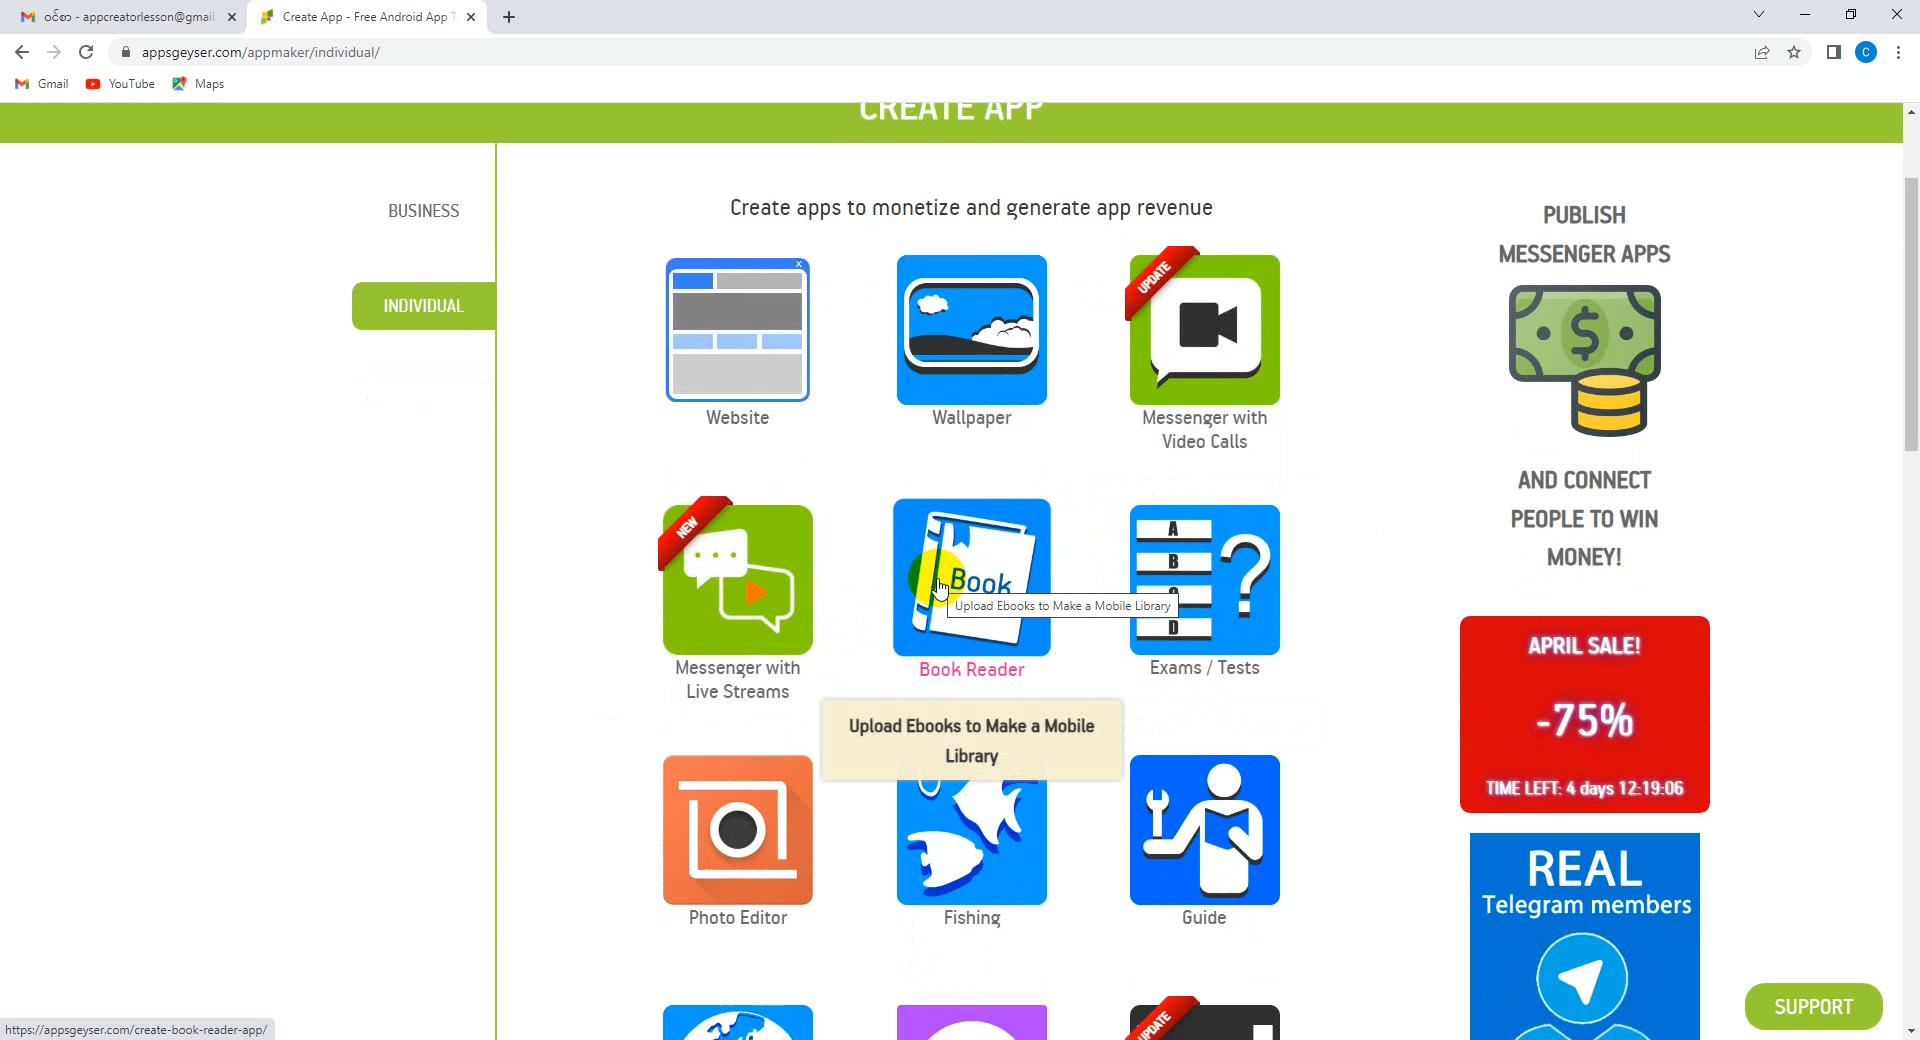 ဝင်စာ - appcreatorlesson@gmail
Create App - Free Android App T
appsgeyser.com/appmaker/individual/
C
Gmail
YouTube
Maps
CREATE APP
BUSINESS
INDIVIDUAL
Create apps to monetize and generate app revenue
Website
Wallpaper
UPDATE
Messenger with
Video Calls
NEW
Messenger with
Live Streams
Book
Upload Ebooks to Make a Mobile Library
Book Reader
A
B
D
?
Exams / Tests
Upload Ebooks to Make a Mobile
Library
Photo Editor
Fishing
Guide
UPDATE
PUBLISH
MESSENGER APPS
$
AND CONNECT
PEOPLE TO WIN
MONEY!
APRIL SALE!
-75%
TIME LEFT: 4 days 12:19:06
REAL
Telegram members
SUPPORT
https://appsgeyser.com/create-book-reader-app/